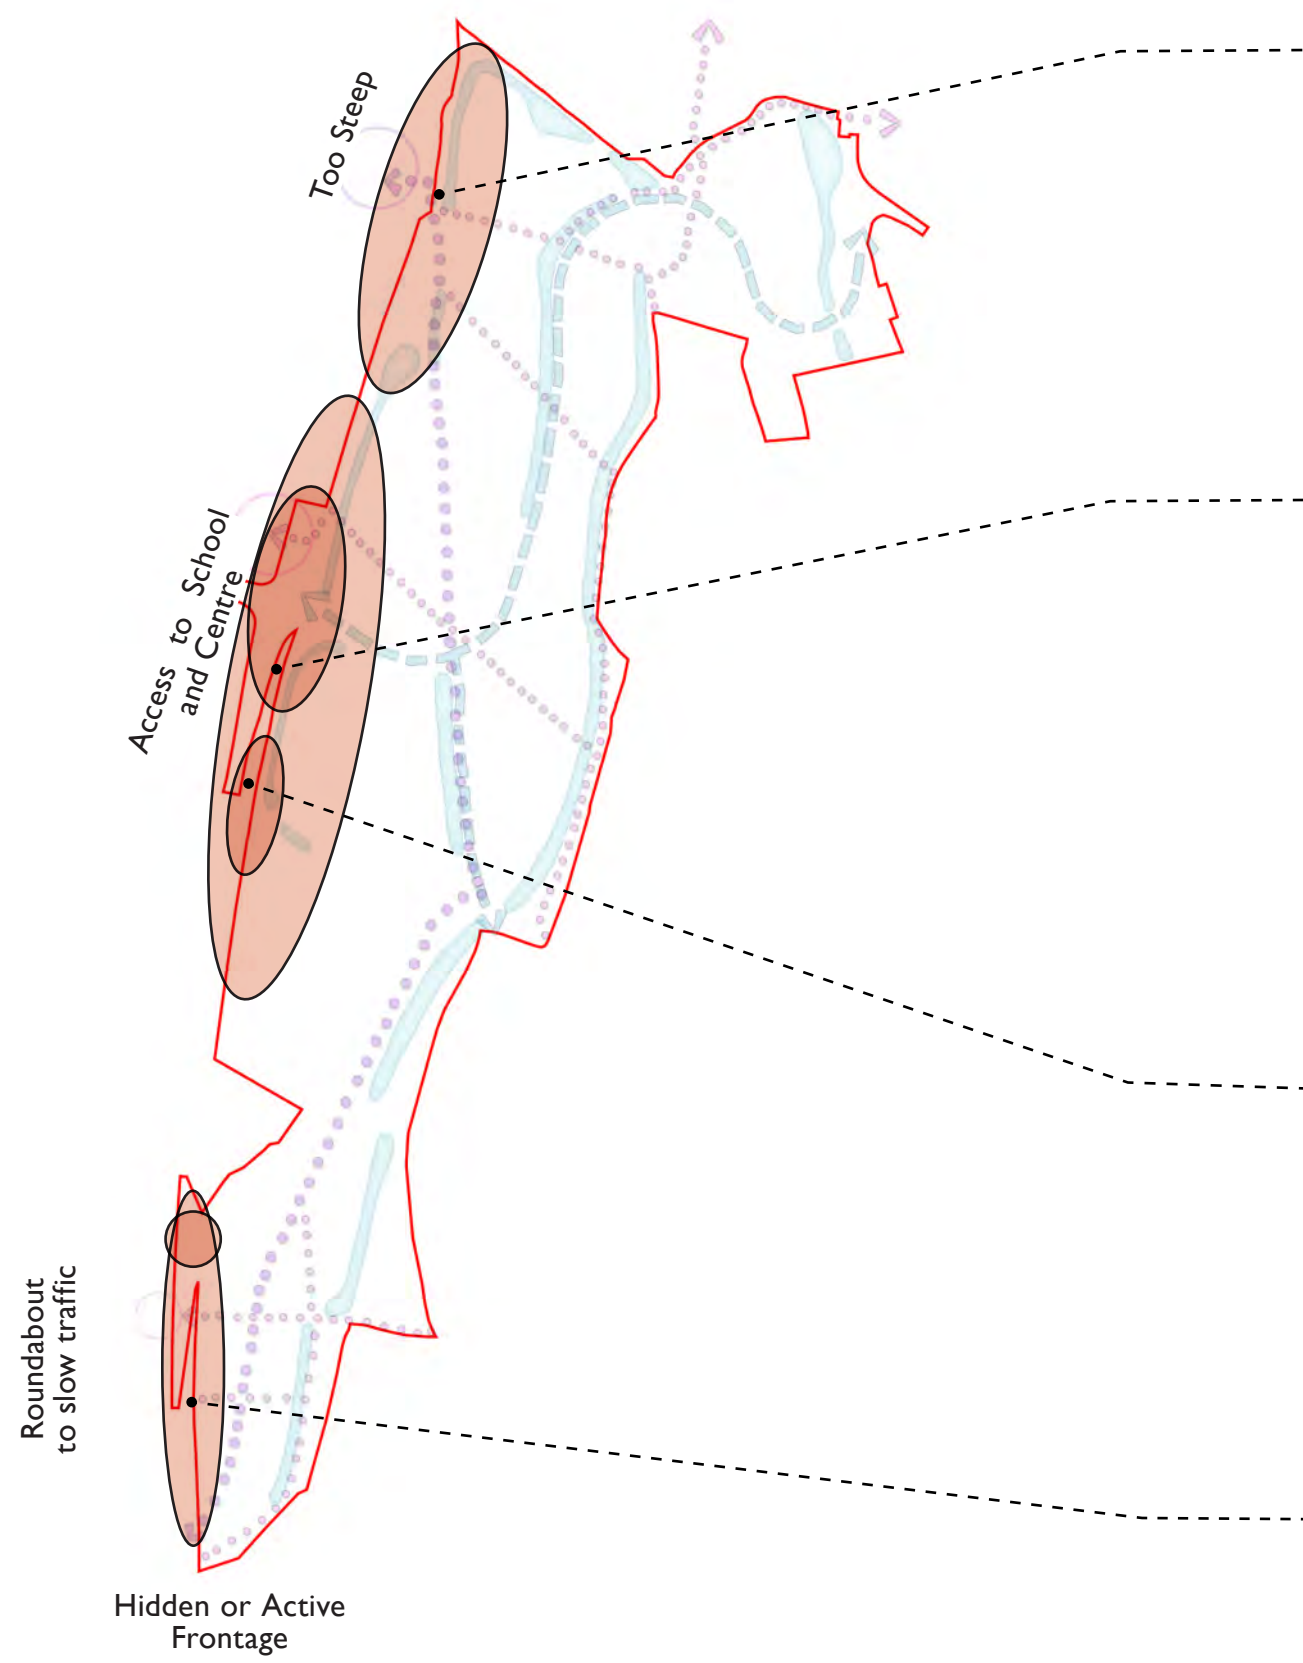 Too Steep
Access to School
and Centre
Roundabout
to slow traffic
Hidden or Active
Frontage